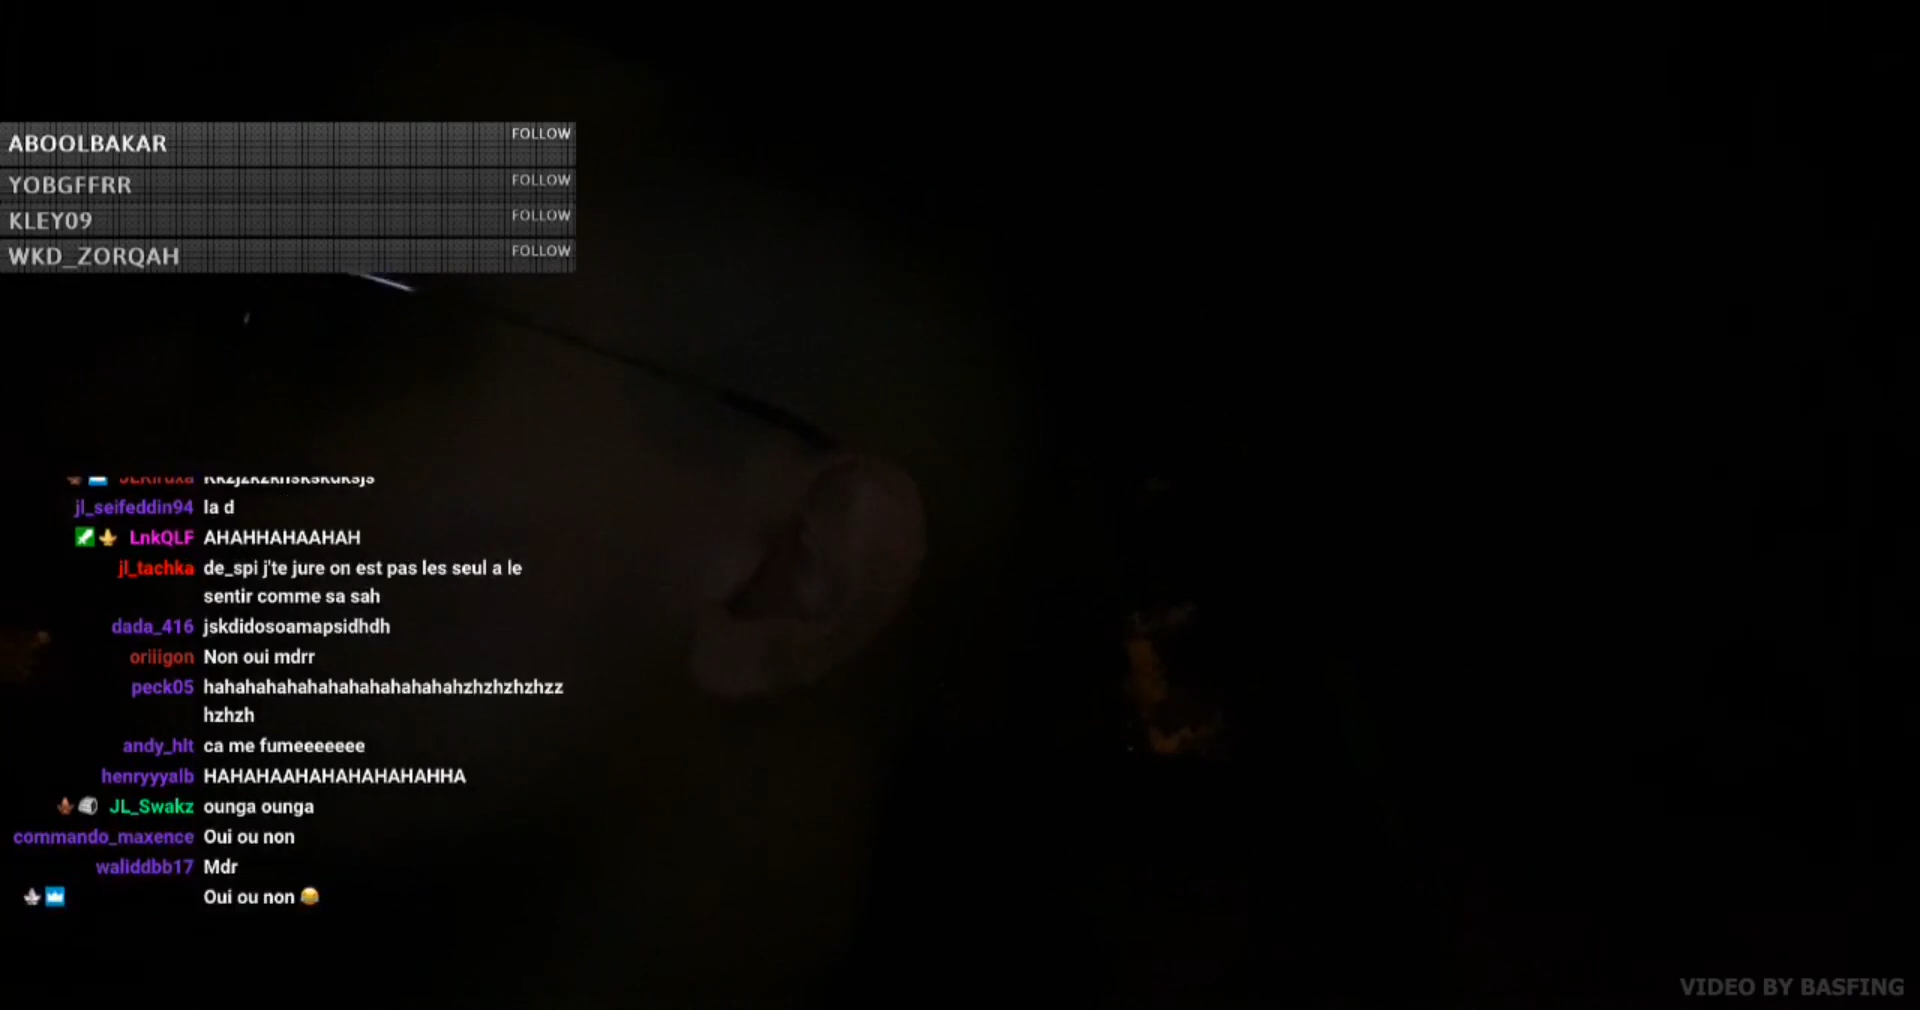 ABOOLBAKAR FOLLOW
YOBGFFRR FOLLOW
KLEY09 FOLLOW
WKD_ZORQAH FOLLOW
jl_seifeddin94 la d
LnkQLF AHAHHAHAAHAH
jl_tachka de_spi j'te jure on est pas les seul a le
sentir comme sa sah
dada_416 jskdidosoamapsidhdh
oriiigon Non oui mdrr
peck05 hahahahahahahahahahahahzhzhzhzhzz
hzhzh
andy_hlt ca me fumeeeeeee
henryyyalb HAHAHAAHAHAHAHAHAHHA
JL_Swakz ounga ounga
commando_maxence Oui ou non
waliddbb17 Mdr
Oui ou non 😂
VIDEO BY BASFING